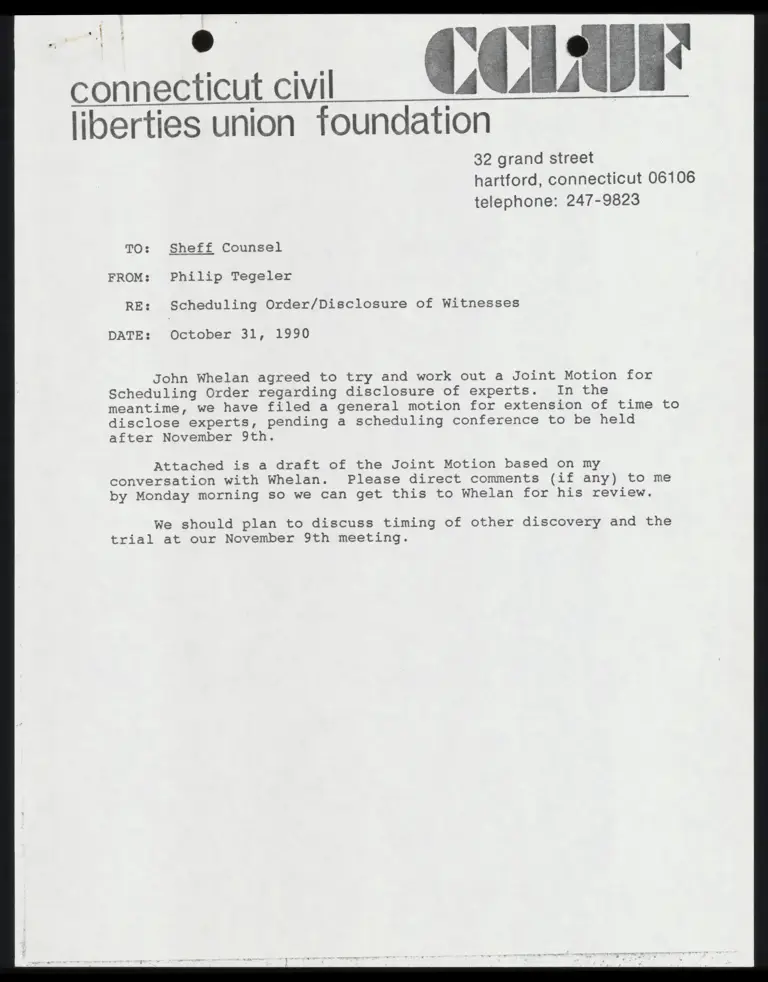 CCLUF
connecticut civil
liberties union foundation
32 grand street
hartford, connecticut 06106
telephone: 247-9823
TO: Sheff Counsel
FROM: Philip Tegeler
RE: Scheduling Order/Disclosure of Witnesses
DATE: October 31, 1990
John Whelan agreed to try and work out a Joint Motion for
Scheduling Order regarding disclosure of experts. In the
meantime, we have filed a general motion for extension of time to
disclose experts, pending a scheduling conference to be held
after November 9th.
Attached is a draft of the Joint Motion based on my
conversation with Whelan. Please direct comments (if any) to me
by Monday morning so we can get this to Whelan for his review.
We should plan to discuss timing of other discovery and the
trial at our November 9th meeting.